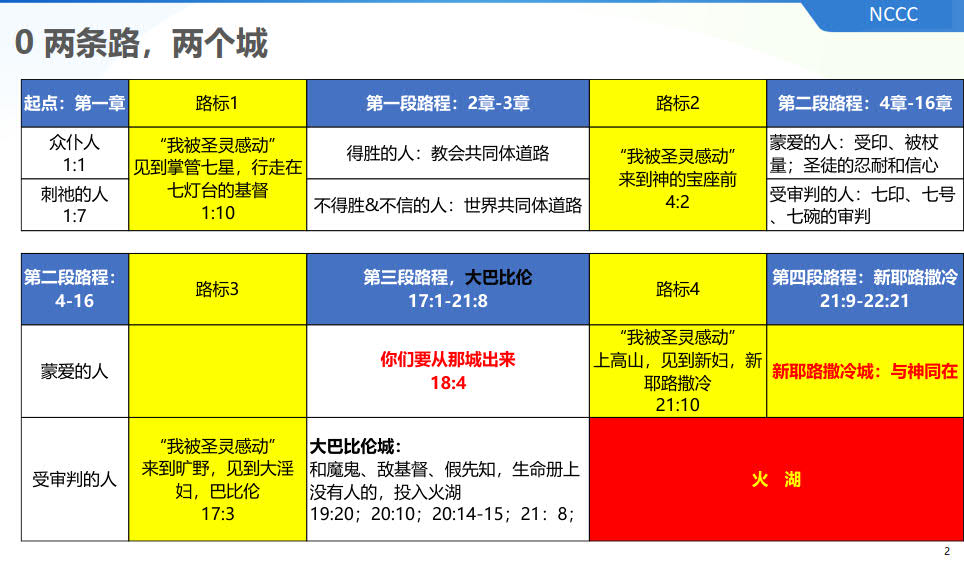 NCCC
0 两条路，两个城
起点：第一章
路标1
第一段路程：2章-3章
路标2
第二段路程：4章-16章
众仆人
1:1
“我被圣灵感动”
见到掌管七星，行走在
七灯台的基督
1:10
得胜的人：教会共同体道路
“我被圣灵感动”
来到神的宝座前
4:2
蒙爱的人：受印、被杖
量；圣徒的忍耐和信心
刺祂的人
1:7
不得胜&不信的人：世界共同体道路
受审判的人：七印、七号
、七碗的审判
第二段路程：
4-16
路标3
第三段路程，大巴比伦
17:1-21:8
路标4
第四段路程：新耶路撒冷
21:9-22:21
蒙爱的人
你们要从那城出来
18:4
“我被圣灵感动”
上高山，见到新妇，新
耶路撒冷
21:10
新耶路撒冷城：与神同在
受审判的人
“我被圣灵感动”
来到旷野，见到大淫
妇，巴比伦
17:3
大巴比伦城：
和魔鬼、敌基督、假先知，生命册上
没有人的，投入火湖
19:20；20:10；20:14-15；21：8；
火 湖
2